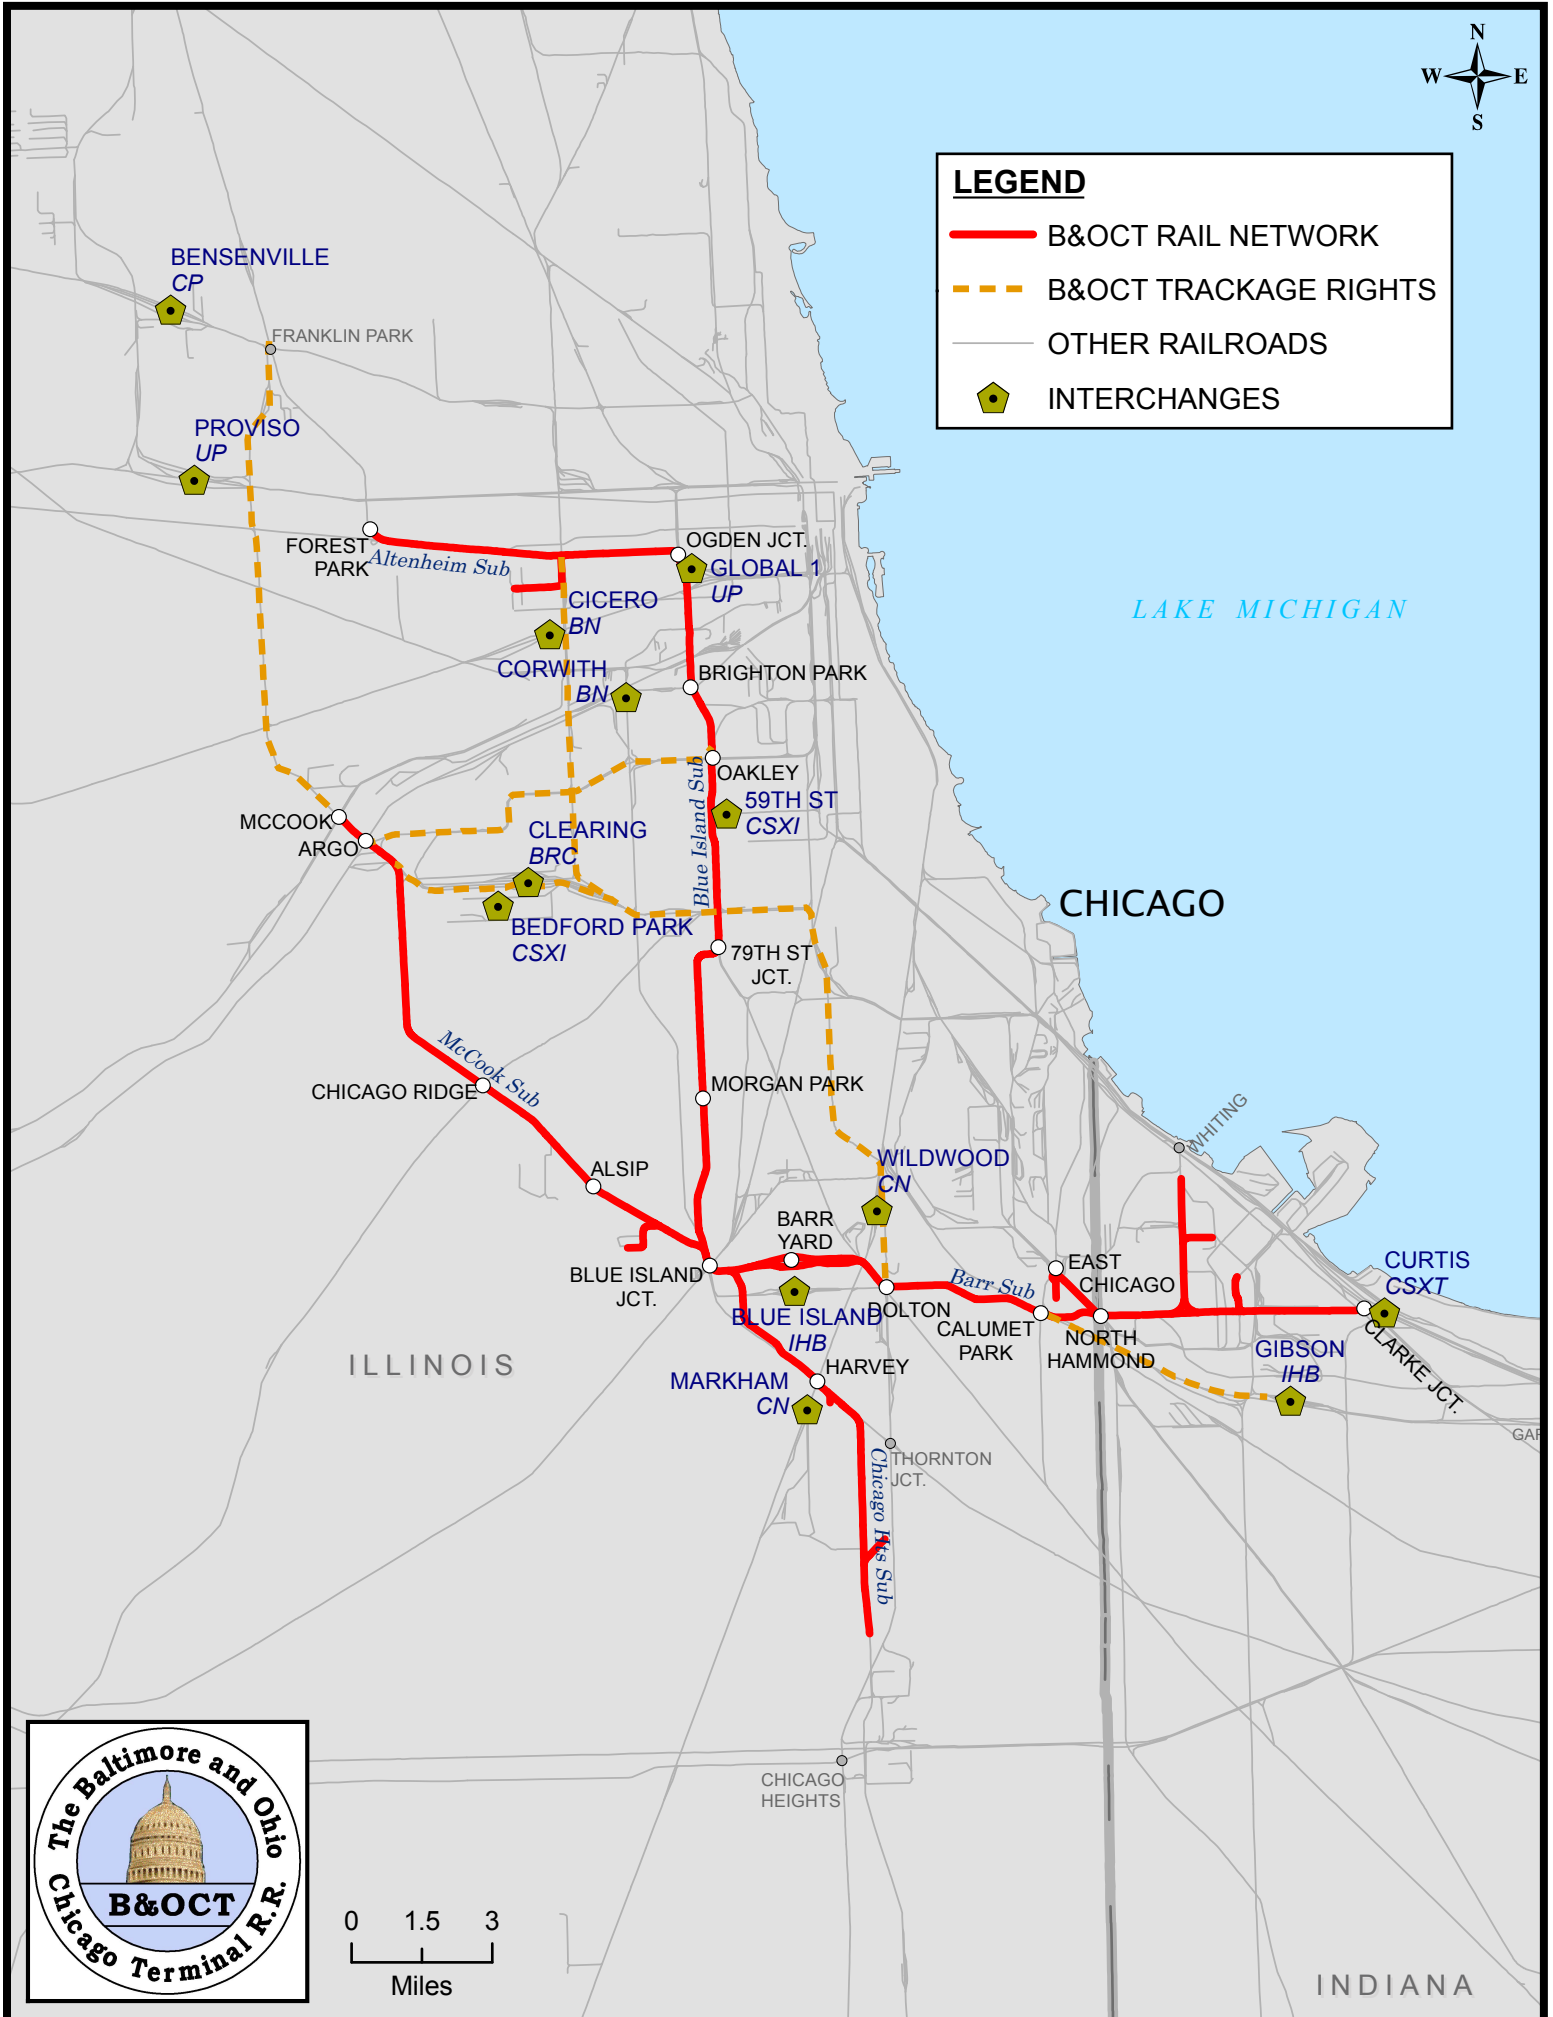 N
W E
S
LEGEND
B&OCT RAIL NETWORK
B&OCT TRACKAGE RIGHTS
OTHER RAILROADS
INTERCHANGES
BENSENVILLE
CP
FRANKLIN PARK
PROVISO
UP
FOREST
PARK
Altenheim Sub
OGDEN JCT.
GLOBAL 1
UP
CICERO
BN
LAKE MICHIGAN
CORWITH
BN
BRIGHTON PARK
OAKLEY
Blue Island Sub
59TH ST
CSXI
MCCOOK
ARGO
CLEARING
BRC
BEDFORD PARK
CSXI
CHICAGO
79TH ST
JCT.
McCook Sub
CHICAGO RIDGE
MORGAN PARK
WHITING
ALSIP
WILDWOOD
CN
BARR
YARD
BLUE ISLAND
JCT.
EAST
CHICAGO
CURTIS
CSXT
Barr Sub
BLUE ISLAND
IHB
DOLTON
CALUMET
PARK
NORTH
HAMMOND
CLARKE JCT.
GIBSON
IHB
ILLINOIS
HARVEY
MARKHAM
CN
GAR
THORNTON
JCT.
Chicago Hts Sub
CHICAGO
HEIGHTS
The Baltimore and Ohio
B&OCT
Chicago Terminal R.R.
0 1.5 3
Miles
INDIANA